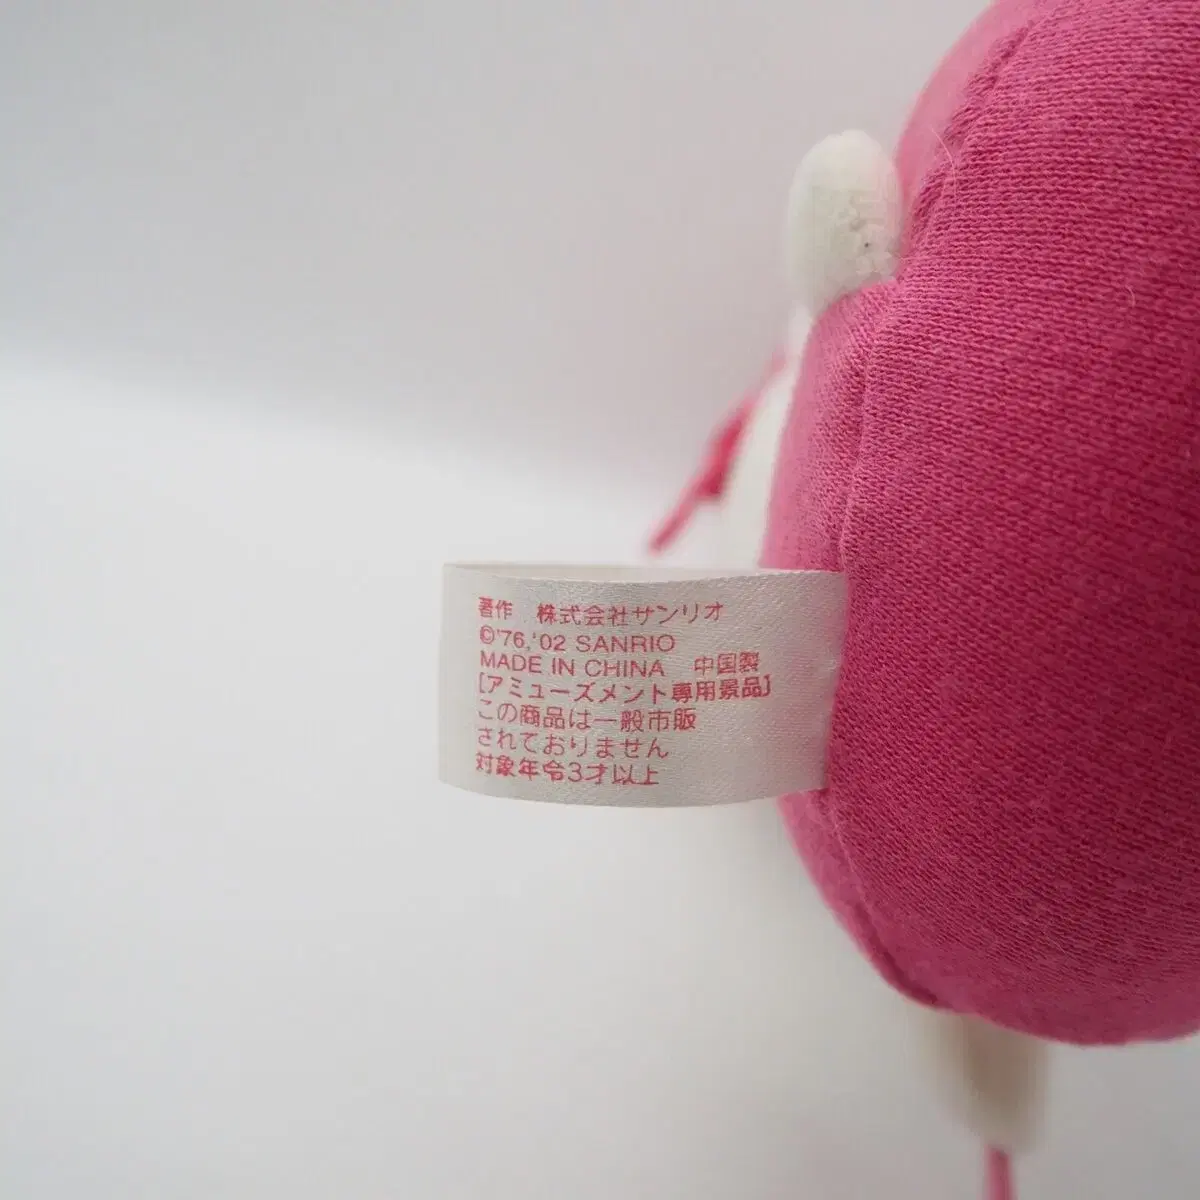 著作 株式会社サンリオ
©'76,'02 SANRIO
MADE IN CHINA 中国製
[アミューズメント専用景品]
この商品は一般市販
されておりません
対象年令3才以上